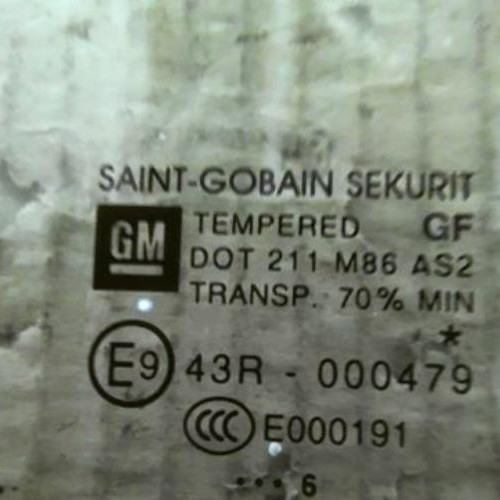 SAINT-GOBAIN SEKURIT
GM TEMPERED GF
DOT 211 M86 AS2
TRANSP. 70% MIN
*
E9 43R - 000479
CCC E000191
••• 6